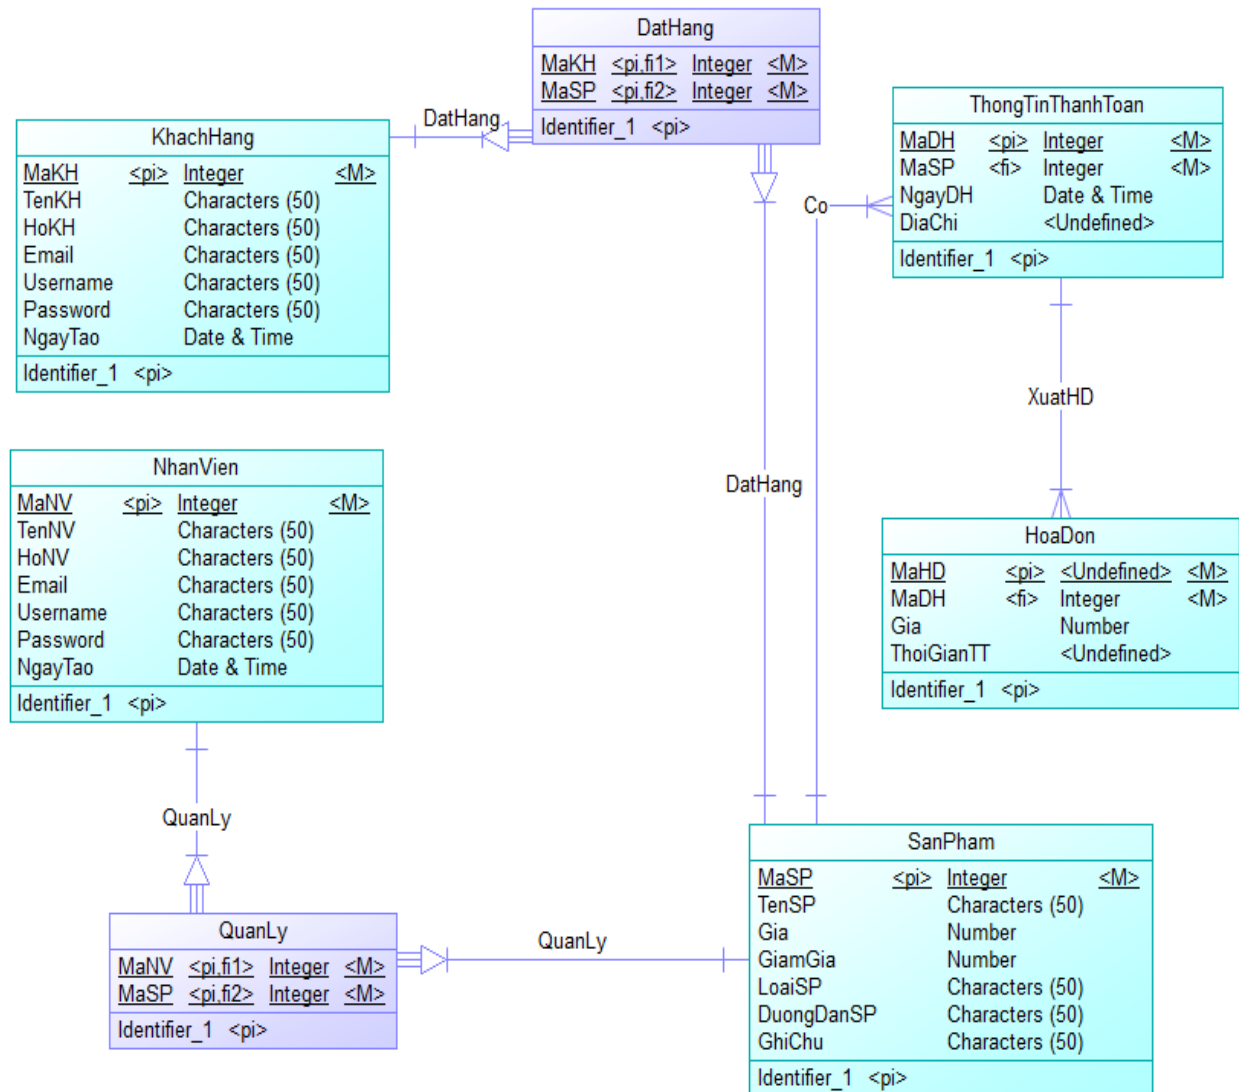 DatHang
MaKH <pi,fi1> Integer <M>
MaSP <pi,fi2> Integer <M>
Identifier_1 <pi>
DatHang
KhachHang
MaKH <pi> Integer <M>
TenKH Characters (50)
HoKH Characters (50)
Email Characters (50)
Username Characters (50)
Password Characters (50)
NgayTao Date & Time
Identifier_1 <pi>
ThongTinThanhToan
MaDH <pi> Integer <M>
MaSP <fi> Integer <M>
NgayDH Date & Time
DiaChi <Undefined>
Identifier_1 <pi>
Co
XuatHD
DatHang
NhanVien
MaNV <pi> Integer <M>
TenNV Characters (50)
HoNV Characters (50)
Email Characters (50)
Username Characters (50)
Password Characters (50)
NgayTao Date & Time
Identifier_1 <pi>
HoaDon
MaHD <pi> <Undefined> <M>
MaDH <fi> Integer <M>
Gia Number
ThoiGianTT <Undefined>
Identifier_1 <pi>
QuanLy
QuanLy
MaNV <pi,fi1> Integer <M>
MaSP <pi,fi2> Integer <M>
Identifier_1 <pi>
QuanLy
SanPham
MaSP <pi> Integer <M>
TenSP Characters (50)
Gia Number
GiamGia Number
LoaiSP Characters (50)
DuongDanSP Characters (50)
GhiChu Characters (50)
Identifier_1 <pi>